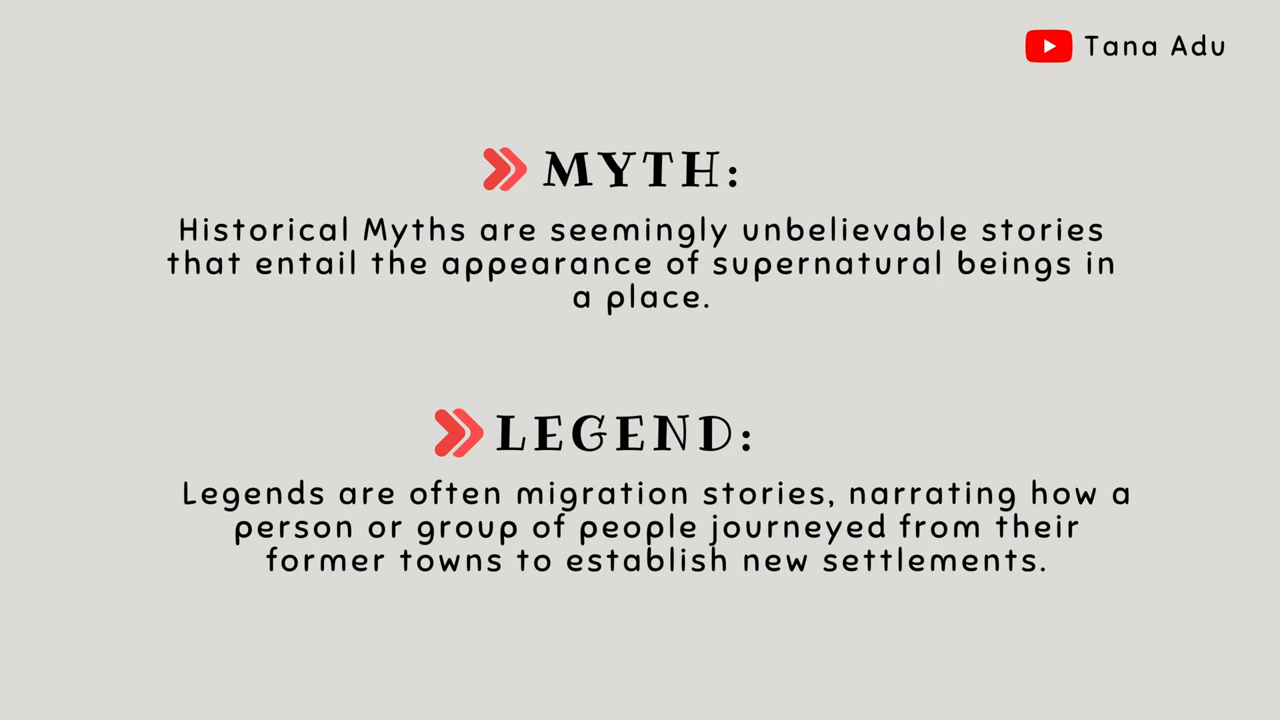 Tana Adu
MYTH:
Historical Myths are seemingly unbelievable stories
that entail the appearance of supernatural beings in
a place.
LEGEND:
Legends are often migration stories, narrating how a
person or group of people journeyed from their
former towns to establish new settlements.